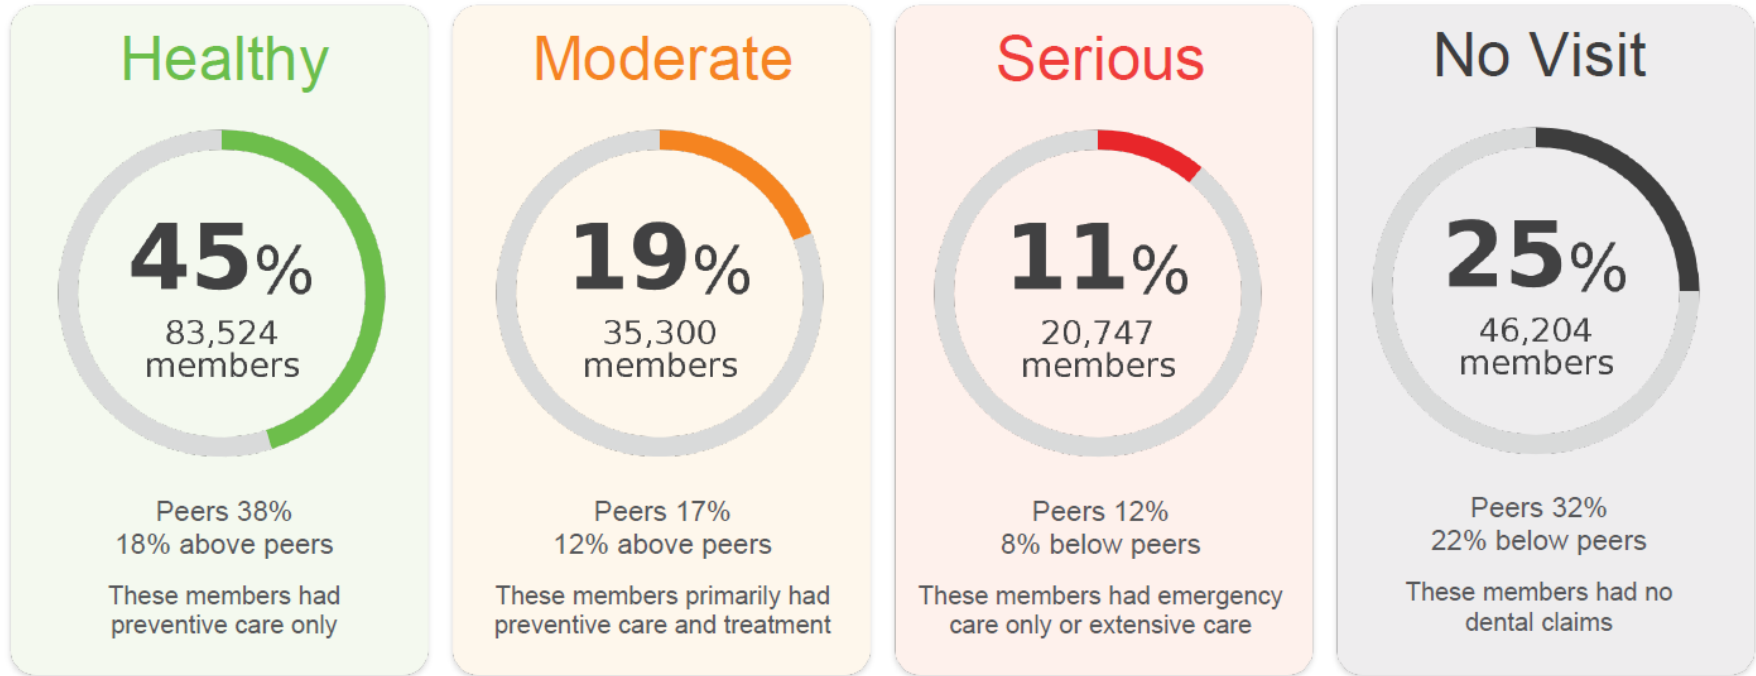 Healthy
45%
83,524
members
Peers 38%
18% above peers
These members had
preventive care only
Moderate
19%
35,300
members
Peers 17%
12% above peers
These members primarily had
preventive care and treatment
Serious
11%
20,747
members
Peers 12%
8% below peers
These members had emergency
care only or extensive care
No Visit
25%
46,204
members
Peers 32%
22% below peers
These members had no
dental claims